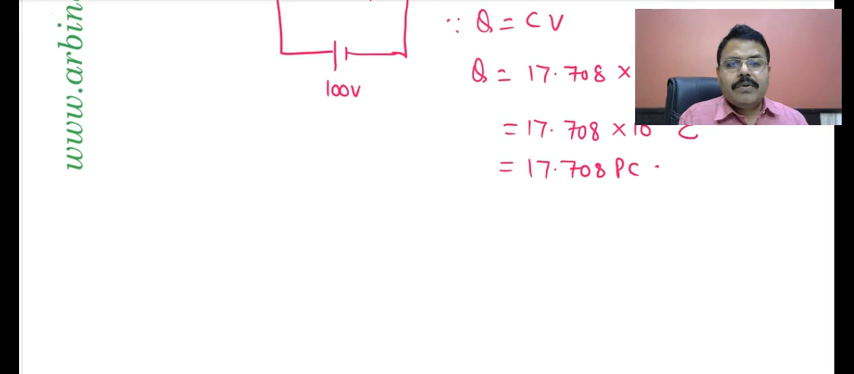 www.arbin
∵ Q = CV
100V
Q = 17.708 ×
= 17.708 × 10 C
= 17.708 PC .